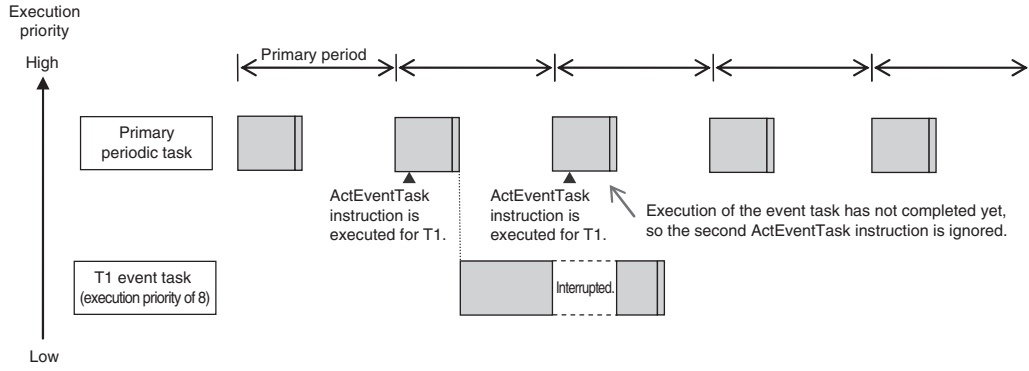 Execution
priority
High
Primary period
Primary
periodic task
ActEventTask
instruction is
executed for T1.
ActEventTask
instruction is
executed for T1.
Execution of the event task has not completed yet,
so the second ActEventTask instruction is ignored.
T1 event task
(execution priority of 8)
Interrupted.
Low